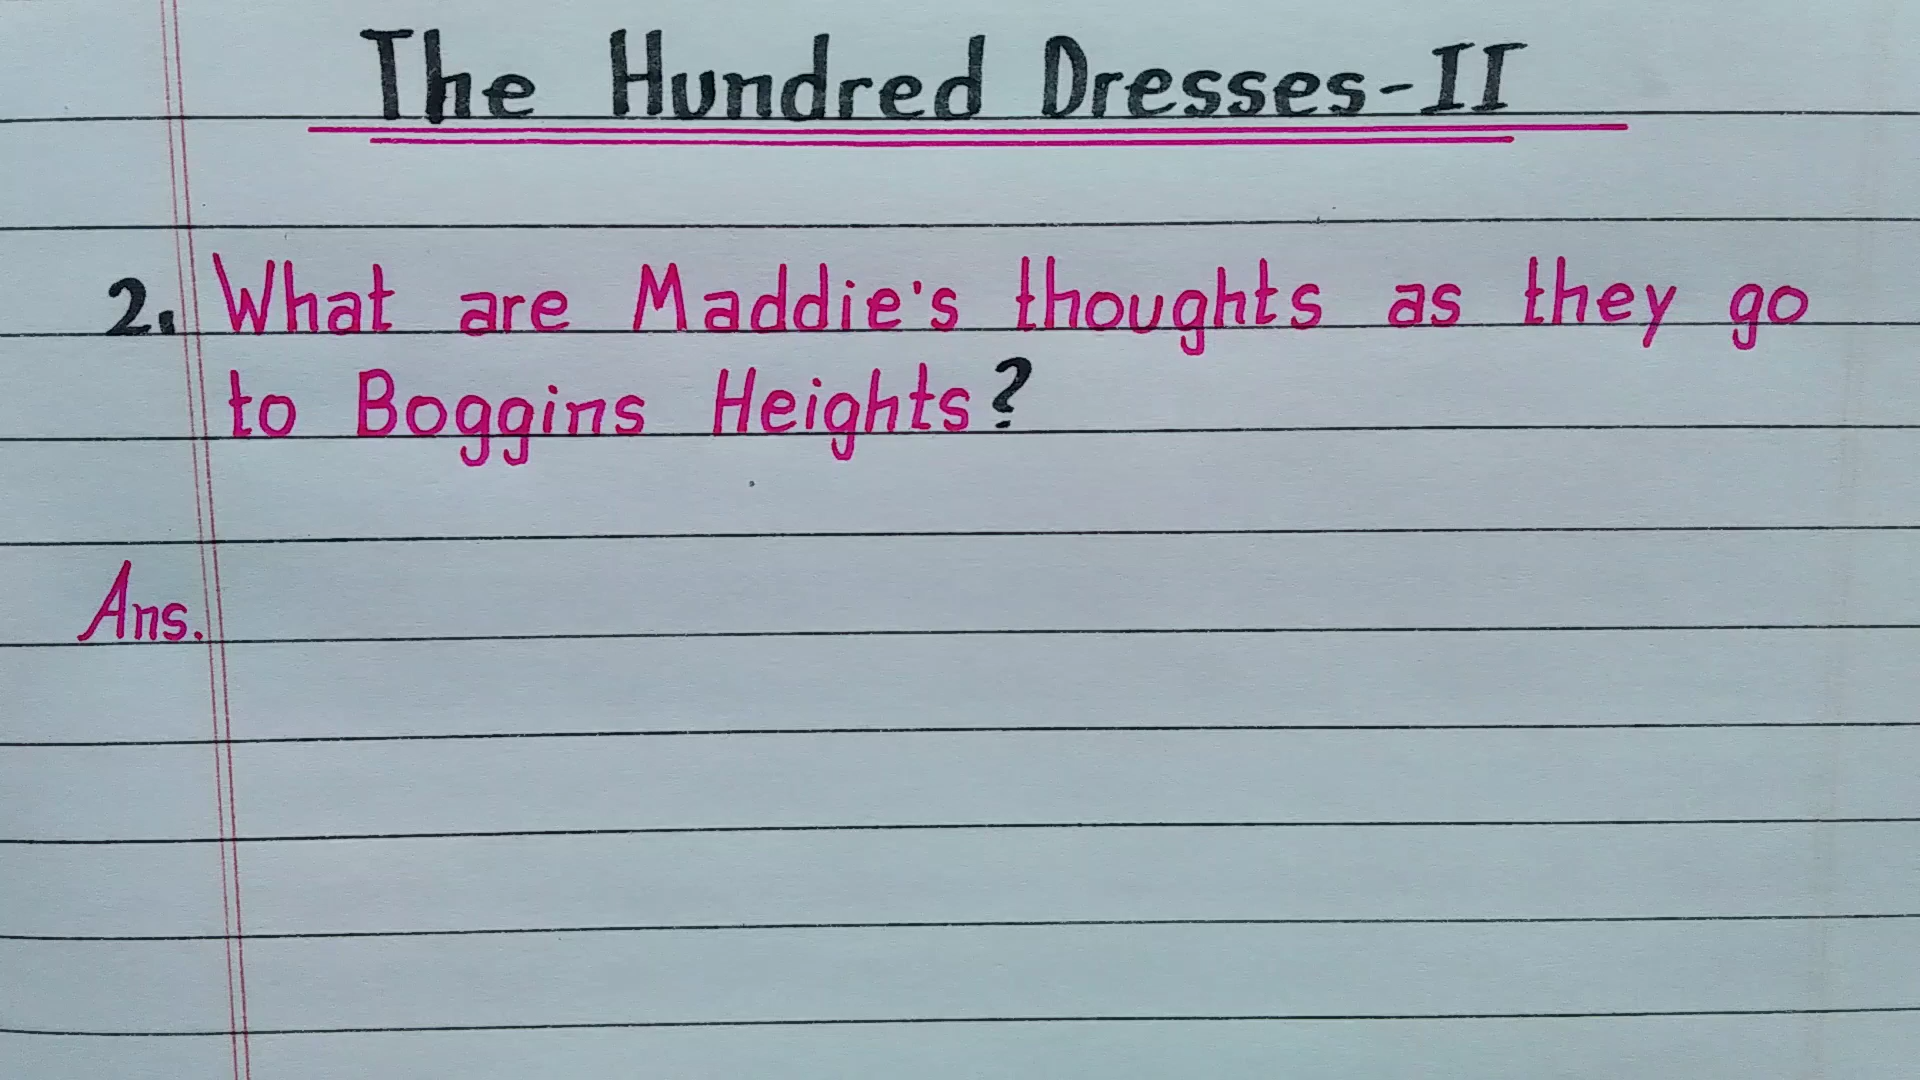 The Hundred Dresses-II
2. What are Maddie's thoughts as they go
to Boggins Heights?
Ans.